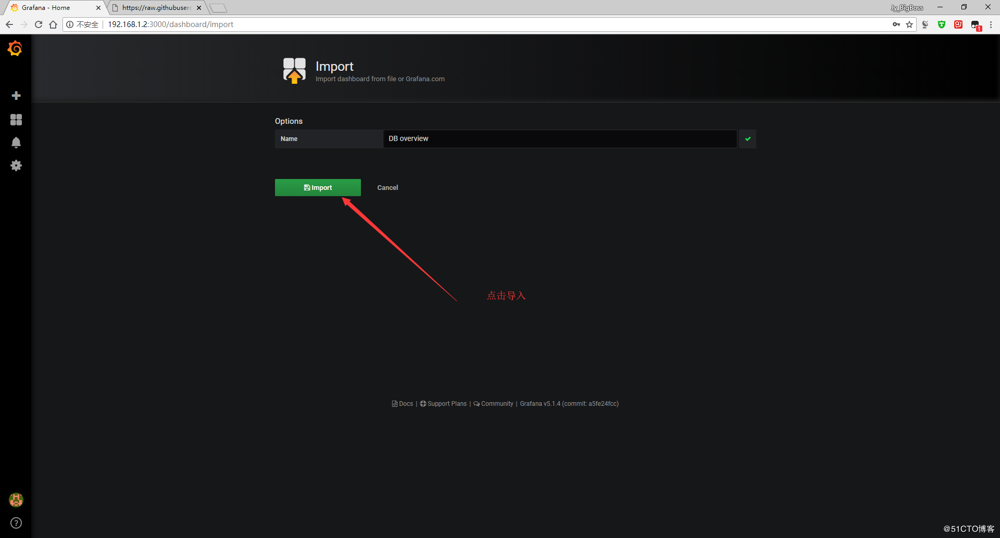 Grafana - Home
https://raw.githubuserc
Jy_BigBoss
不安全
192.168.1.2:3000/dashboard/import
1
Import
Import dashboard from file or Grafana.com
Options
Name
DB overview
Import
Cancel
点击导入
Docs | Support Plans | Community | Grafana v5.1.4 (commit: a5fe24fcc)
@51CTO博客